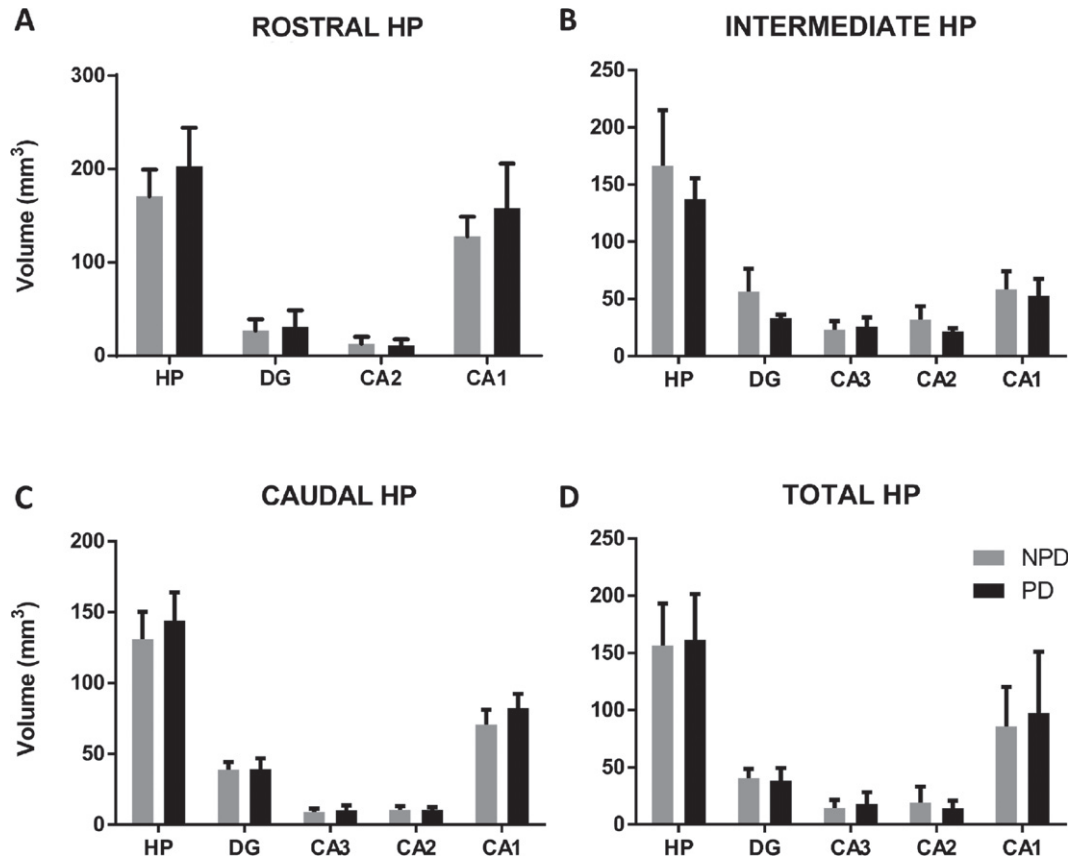 A
ROSTRAL HP
Volume (mm³)
300
200
100
0
HP DG CA2 CA1
B
INTERMEDIATE HP
250
200
150
100
50
0
HP DG CA3 CA2 CA1
C
CAUDAL HP
Volume (mm³)
200
150
100
50
0
HP DG CA3 CA2 CA1
D
TOTAL HP
250
200
150
100
50
0
HP DG CA3 CA2 CA1
NPD
PD